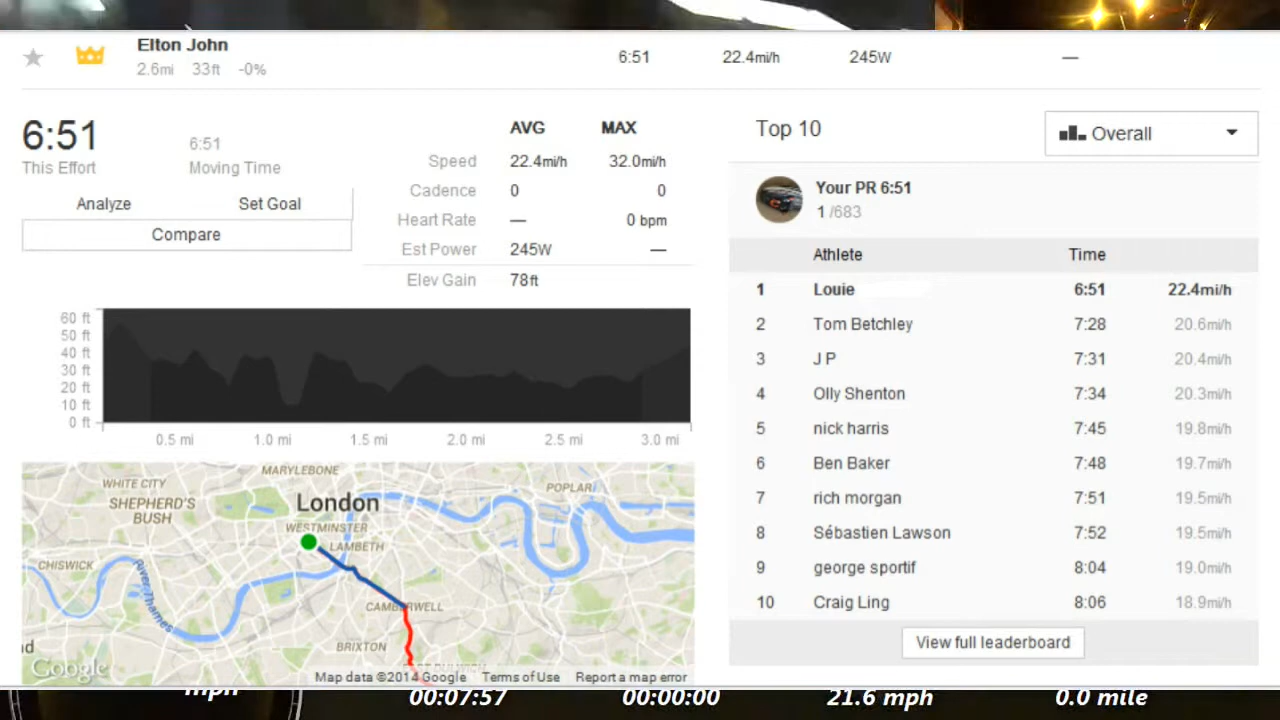 Elton John
2.6mi 33ft -0%
6:51 22.4mi/h 245W —
6:51
This Effort
6:51
Moving Time
Analyze Set Goal
Compare
AVG MAX
Speed 22.4mi/h 32.0mi/h
Cadence 0 0
Heart Rate — 0 bpm
Est Power 245W —
Elev Gain 78ft
60 ft
50 ft
40 ft
30 ft
20 ft
10 ft
0 ft
0.5 mi 1.0 mi 1.5 mi 2.0 mi 2.5 mi 3.0 mi
MARYLEBONE
WHITE CITY
POPLAR
SHEPHERD'S
BUSH
London
WESTMINSTER
LAMBETH
CHISWICK
River Thames
CAMBERWELL
BRIXTON
Google
Map data ©2014 Google Terms of Use Report a map error
Top 10
Overall
Your PR 6:51
1 /683
Athlete Time
1 Louie 6:51 22.4mi/h
2 Tom Betchley 7:28 20.6mi/h
3 J P 7:31 20.4mi/h
4 Olly Shenton 7:34 20.3mi/h
5 nick harris 7:45 19.8mi/h
6 Ben Baker 7:48 19.7mi/h
7 rich morgan 7:51 19.5mi/h
8 Sébastien Lawson 7:52 19.5mi/h
9 george sportif 8:04 19.0mi/h
10 Craig Ling 8:06 18.9mi/h
View full leaderboard
mph 00:07:57 00:00:00 21.6 mph 0.0 mile